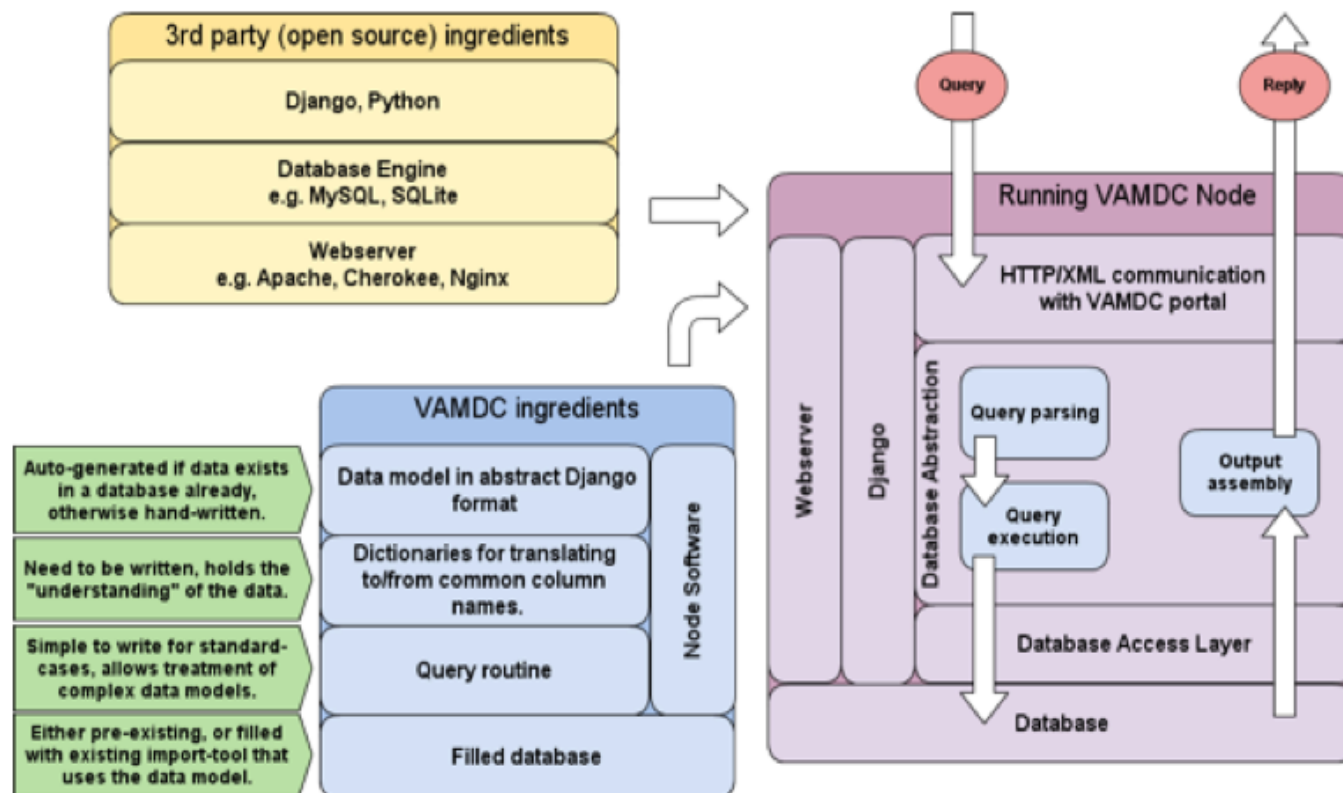 3rd party (open source) ingredients
Django, Python
Database Engine
e.g. MySQL, SQLite
Webserver
e.g. Apache, Cherokee, Nginx
VAMDC ingredients
Auto-generated if data exists
in a database already,
otherwise hand-written.
Data model in abstract Django
format
Need to be written, holds the
"understanding" of the data.
Dictionaries for translating
to/from common column
names.
Simple to write for standard-
cases, allows treatment of
complex data models.
Query routine
Node Software
Either pre-existing, or filled
with existing import-tool that
uses the data model.
Filled database
Query
Reply
Running VAMDC Node
HTTP/XML communication
with VAMDC portal
Webserver
Django
Database Abstraction
Query parsing
Query
execution
Output
assembly
Database Access Layer
Database